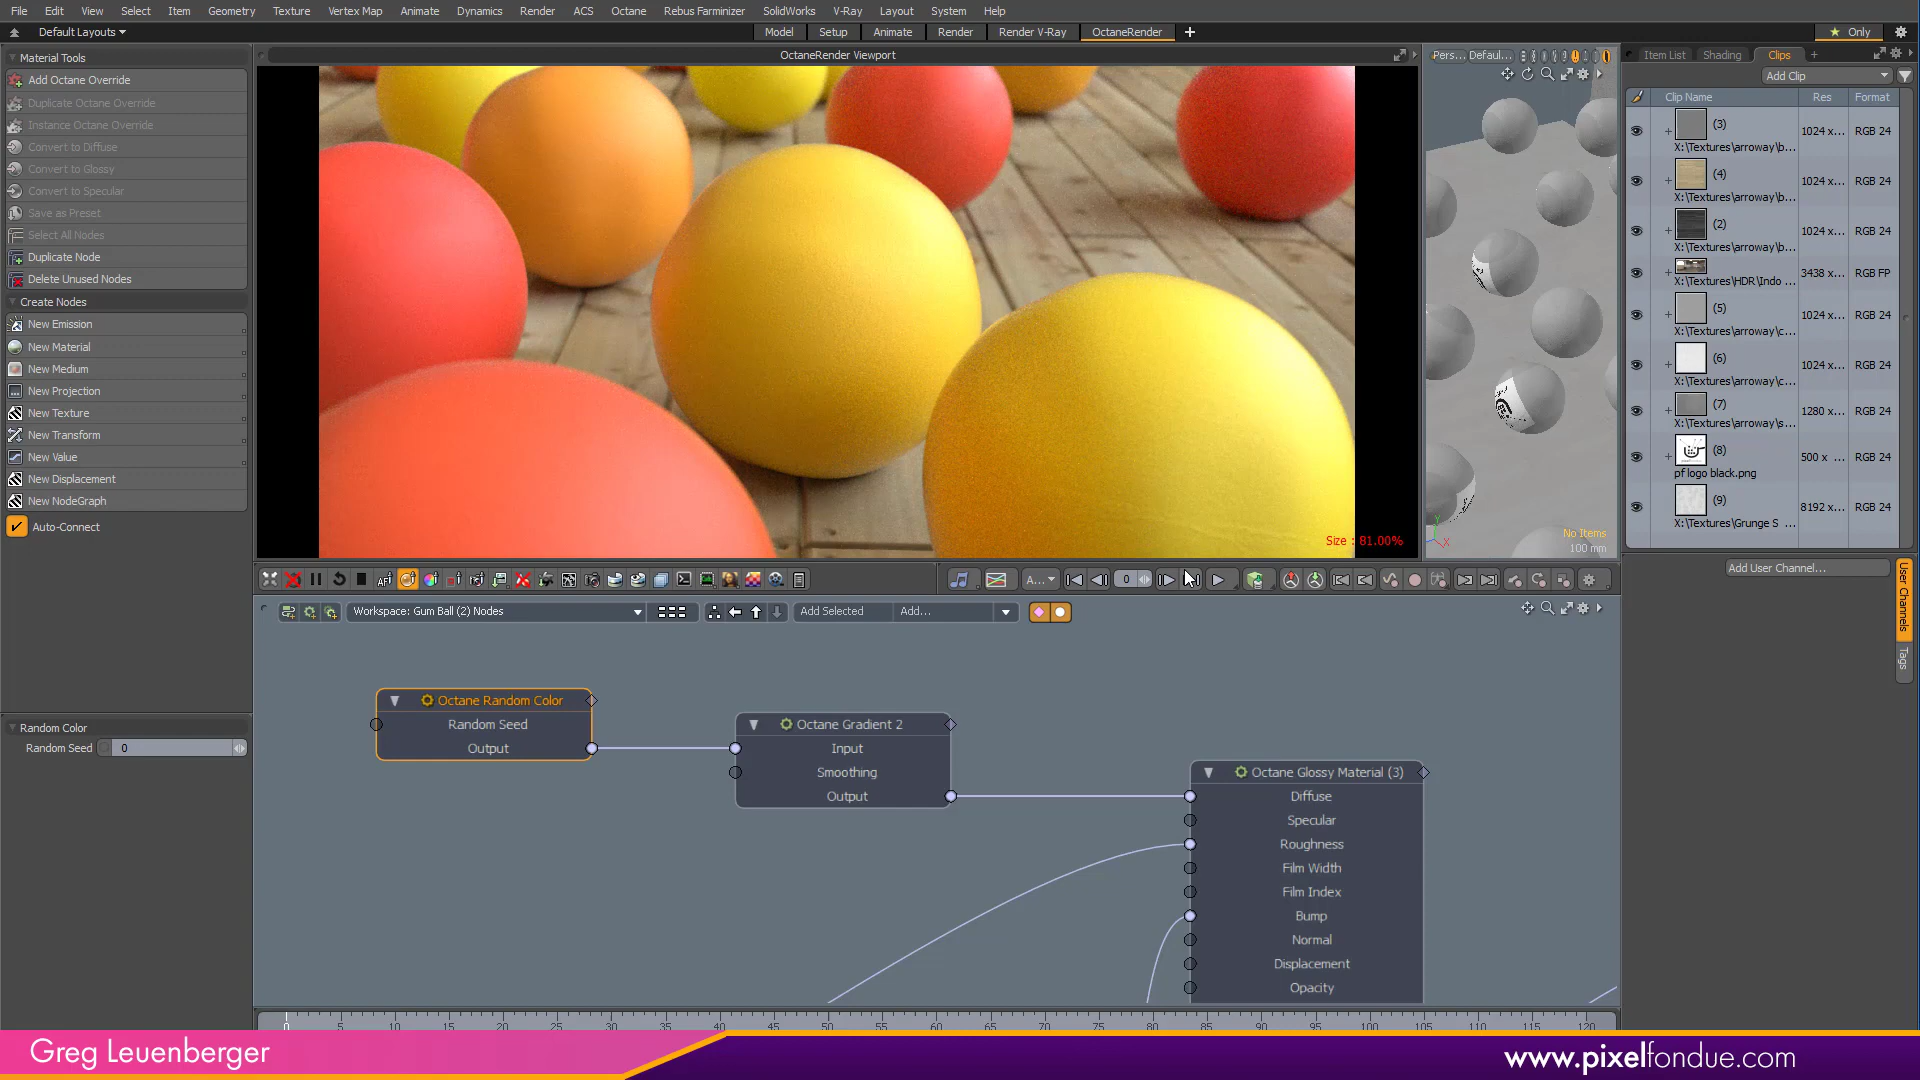 File Edit View Select Item Geometry Texture Vertex Map Animate Dynamics Render ACS Octane Rebus Farminizer SolidWorks V-Ray Layout System Help
Default Layouts Model Setup Animate Render Render V-Ray OctaneRender + Only
Material Tools
Add Octane Override
Duplicate Octane Override
Instance Octane Override
Convert to Diffuse
Convert to Glossy
Convert to Specular
Save as Preset
Select All Nodes
Duplicate Node
Delete Unused Nodes
Create Nodes
New Emission
New Material
New Medium
New Projection
New Texture
New Transform
New Value
New Displacement
New NodeGraph
Auto-Connect
Random Color
Random Seed 0
OctaneRender Viewport
Size : 81.00%
Pers... Defaul...
No Items
100 mm
Item List Shading Clips +
Add Clip
Clip Name Res Format
(3) 1024 x... RGB 24
X:\Textures\arroway\b...
(4) 1024 x... RGB 24
X:\Textures\arroway\b...
(2) 1024 x... RGB 24
X:\Textures\arroway\b...
3438 x... RGB FP
X:\Textures\HDR\Indo ...
(5) 1024 x... RGB 24
X:\Textures\arroway\c...
(6) 1024 x... RGB 24
X:\Textures\arroway\c...
(7) 1280 x... RGB 24
X:\Textures\arroway\s...
(8) 500 x ... RGB 24
pf logo black.png
(9) 8192 x... RGB 24
X:\Textures\Grunge S ...
Add User Channel...
User Channels
Tags
A... 0
Workspace: Gum Ball (2) Nodes Add Selected Add...
Octane Random Color
Random Seed
Output
Octane Gradient 2
Input
Smoothing
Output
Octane Glossy Material (3)
Diffuse
Specular
Roughness
Film Width
Film Index
Bump
Normal
Displacement
Opacity
0 5 10 15 20 25 30 35 40 45 50 55 60 65 70 75 80 85 90 95 100 105 110 115 120
Greg Leuenberger
www.pixelfondue.com